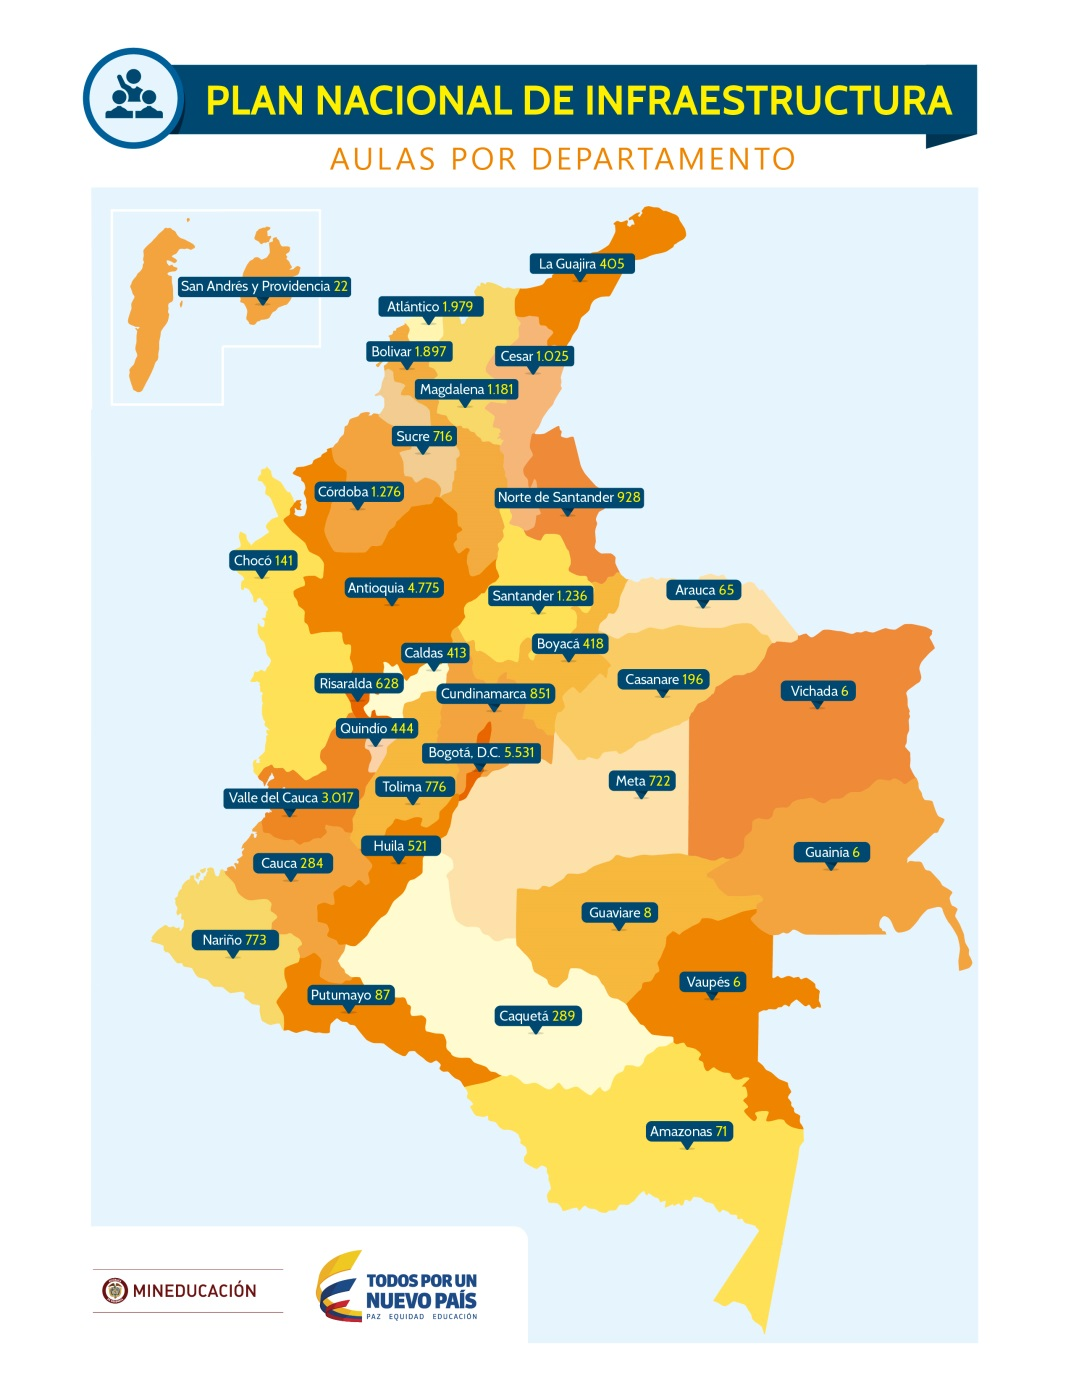 PLAN NACIONAL DE INFRAESTRUCTURA
AULAS POR DEPARTAMENTO
La Guajira 405
San Andrés y Providencia 22
Atlántico 1.979
Bolivar 1.897
Cesar 1.025
Magdalena 1.181
Sucre 716
Córdoba 1.276
Norte de Santander 928
Chocó 141
Antioquia 4.775
Santander 1.236
Arauca 65
Boyacá 418
Caldas 413
Casanare 196
Risaralda 628
Cundinamarca 851
Vichada 6
Quindío 444
Bogotá, D.C. 5.531
Meta 722
Tolima 776
Valle del Cauca 3.017
Huila 521
Guainía 6
Cauca 284
Guaviare 8
Nariño 773
Vaupés 6
Putumayo 87
Caquetá 289
Amazonas 71
MINEDUCACIÓN
TODOS POR UN
NUEVO PAÍS
PAZ EQUIDAD EDUCACIÓN